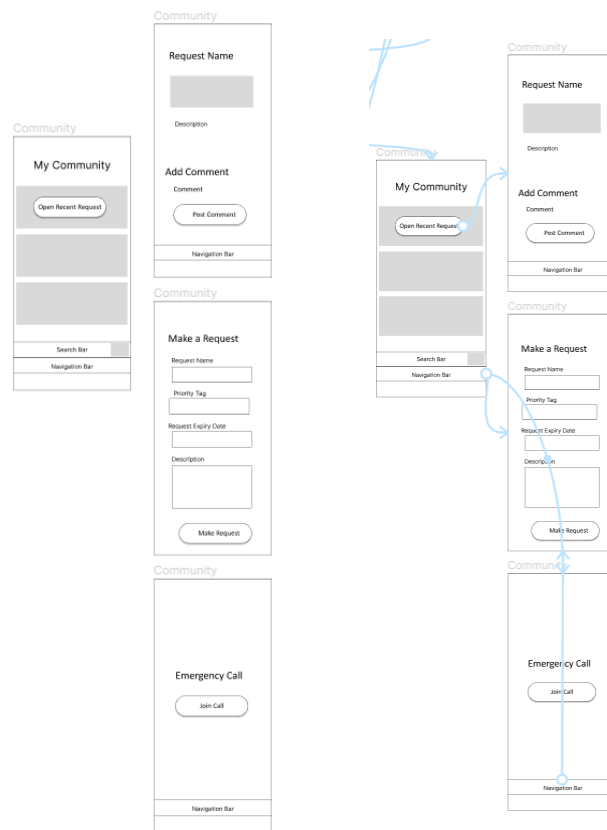 Community
My Community
Open Recent Request
Search Bar
Navigation Bar
Community
Request Name
Description
Add Comment
Comment
Post Comment
Navigation Bar
Community
Make a Request
Request Name
Priority Tag
Request Expiry Date
Description
Make Request
Community
Emergency Call
Join Call
Navigation Bar
Community
My Community
Open Recent Request
Search Bar
Navigation Bar
Community
Request Name
Description
Add Comment
Comment
Post Comment
Navigation Bar
Community
Make a Request
Request Name
Priority Tag
Request Expiry Date
Description
Make Request
Community
Emergency Call
Join Call
Navigation Bar